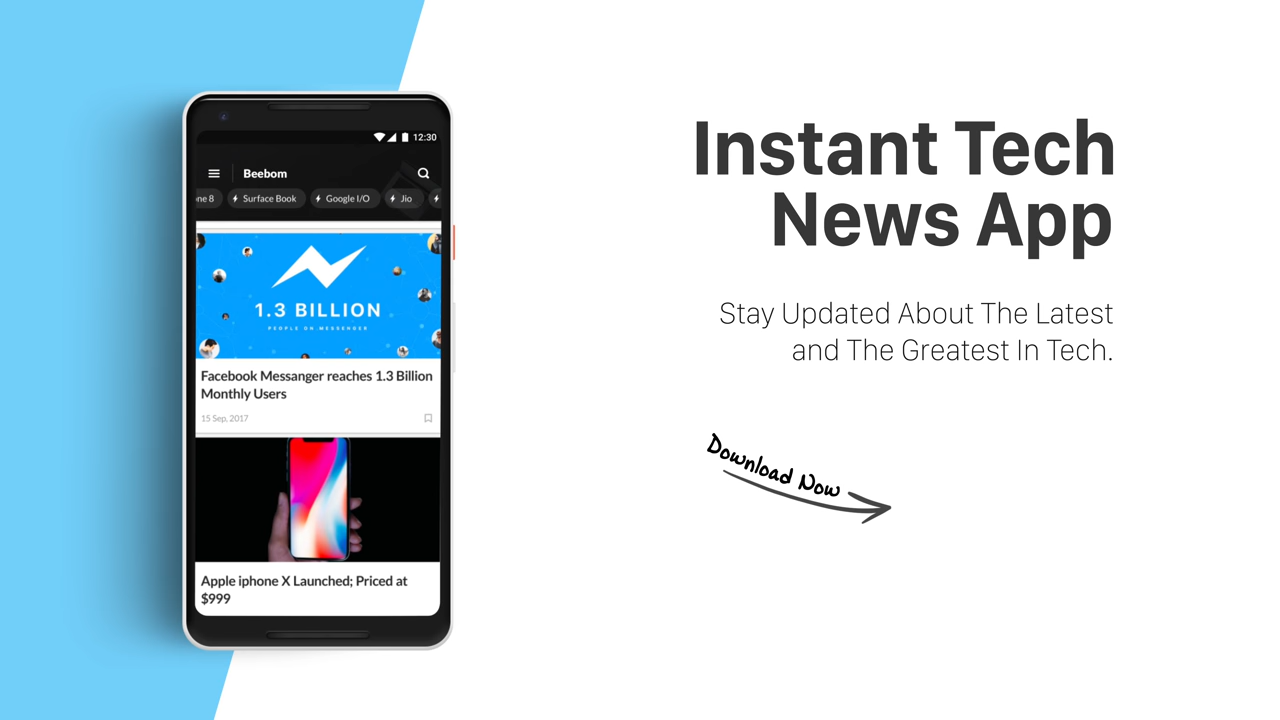 12:30
Beebom
ne 8 Surface Book Google I/O Jio
1.3 BILLION
PEOPLE ON MESSENGER
Facebook Messanger reaches 1.3 Billion
Monthly Users
15 Sep, 2017
Apple iphone X Launched; Priced at
$999
Instant Tech
News App
Stay Updated About The Latest
and The Greatest In Tech.
Download Now